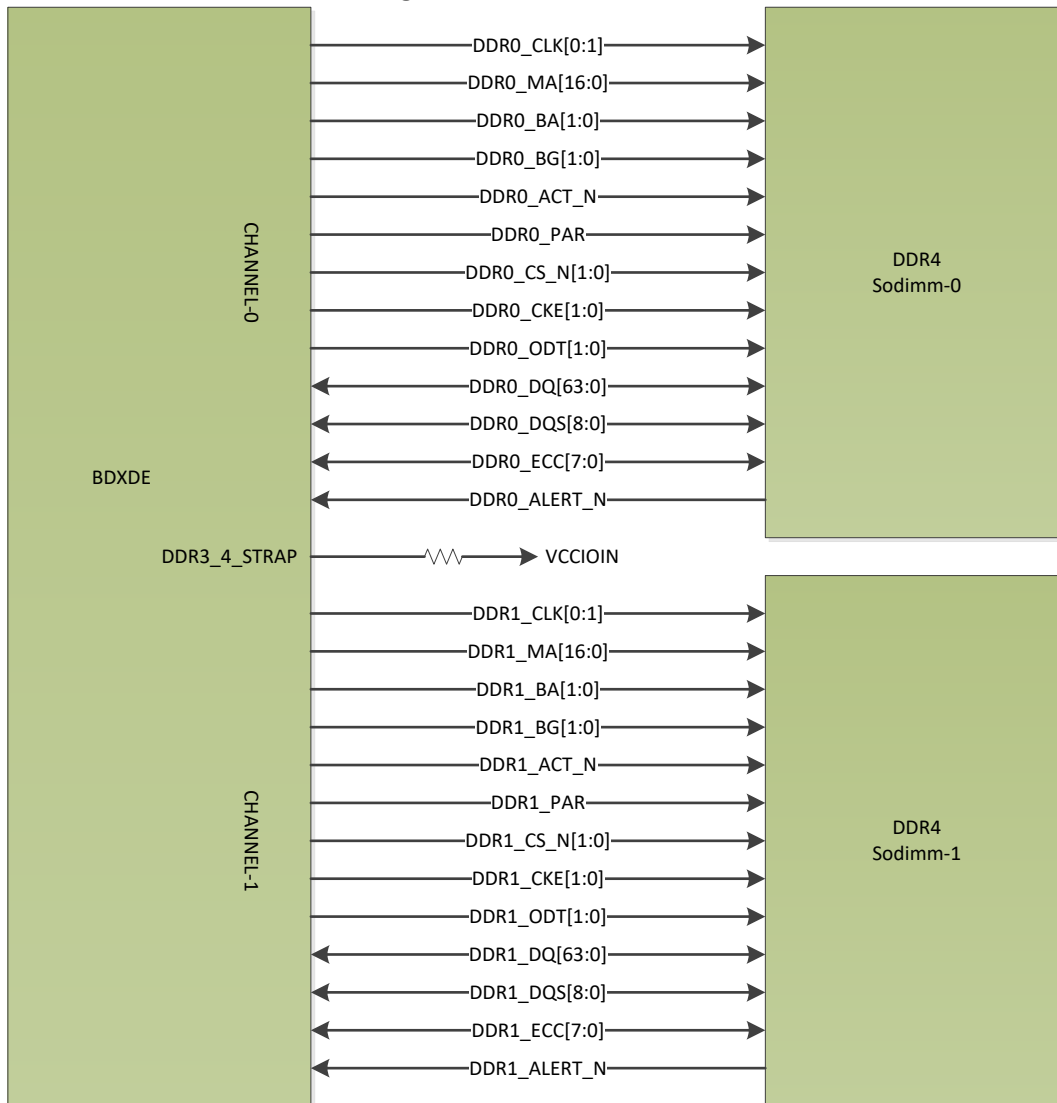 DDR0_CLK[0:1]
DDR0_MA[16:0]
DDR0_BA[1:0]
DDR0_BG[1:0]
DDR0_ACT_N
DDR0_PAR
DDR0_CS_N[1:0]
DDR0_CKE[1:0]
DDR0_ODT[1:0]
DDR0_DQ[63:0]
DDR0_DQS[8:0]
DDR0_ECC[7:0]
DDR0_ALERT_N
CHANNEL-0
DDR4
Sodimm-0
BDXDE
DDR3_4_STRAP
VCCIOIN
DDR1_CLK[0:1]
DDR1_MA[16:0]
DDR1_BA[1:0]
DDR1_BG[1:0]
DDR1_ACT_N
DDR1_PAR
DDR1_CS_N[1:0]
DDR1_CKE[1:0]
DDR1_ODT[1:0]
DDR1_DQ[63:0]
DDR1_DQS[8:0]
DDR1_ECC[7:0]
DDR1_ALERT_N
CHANNEL-1
DDR4
Sodimm-1